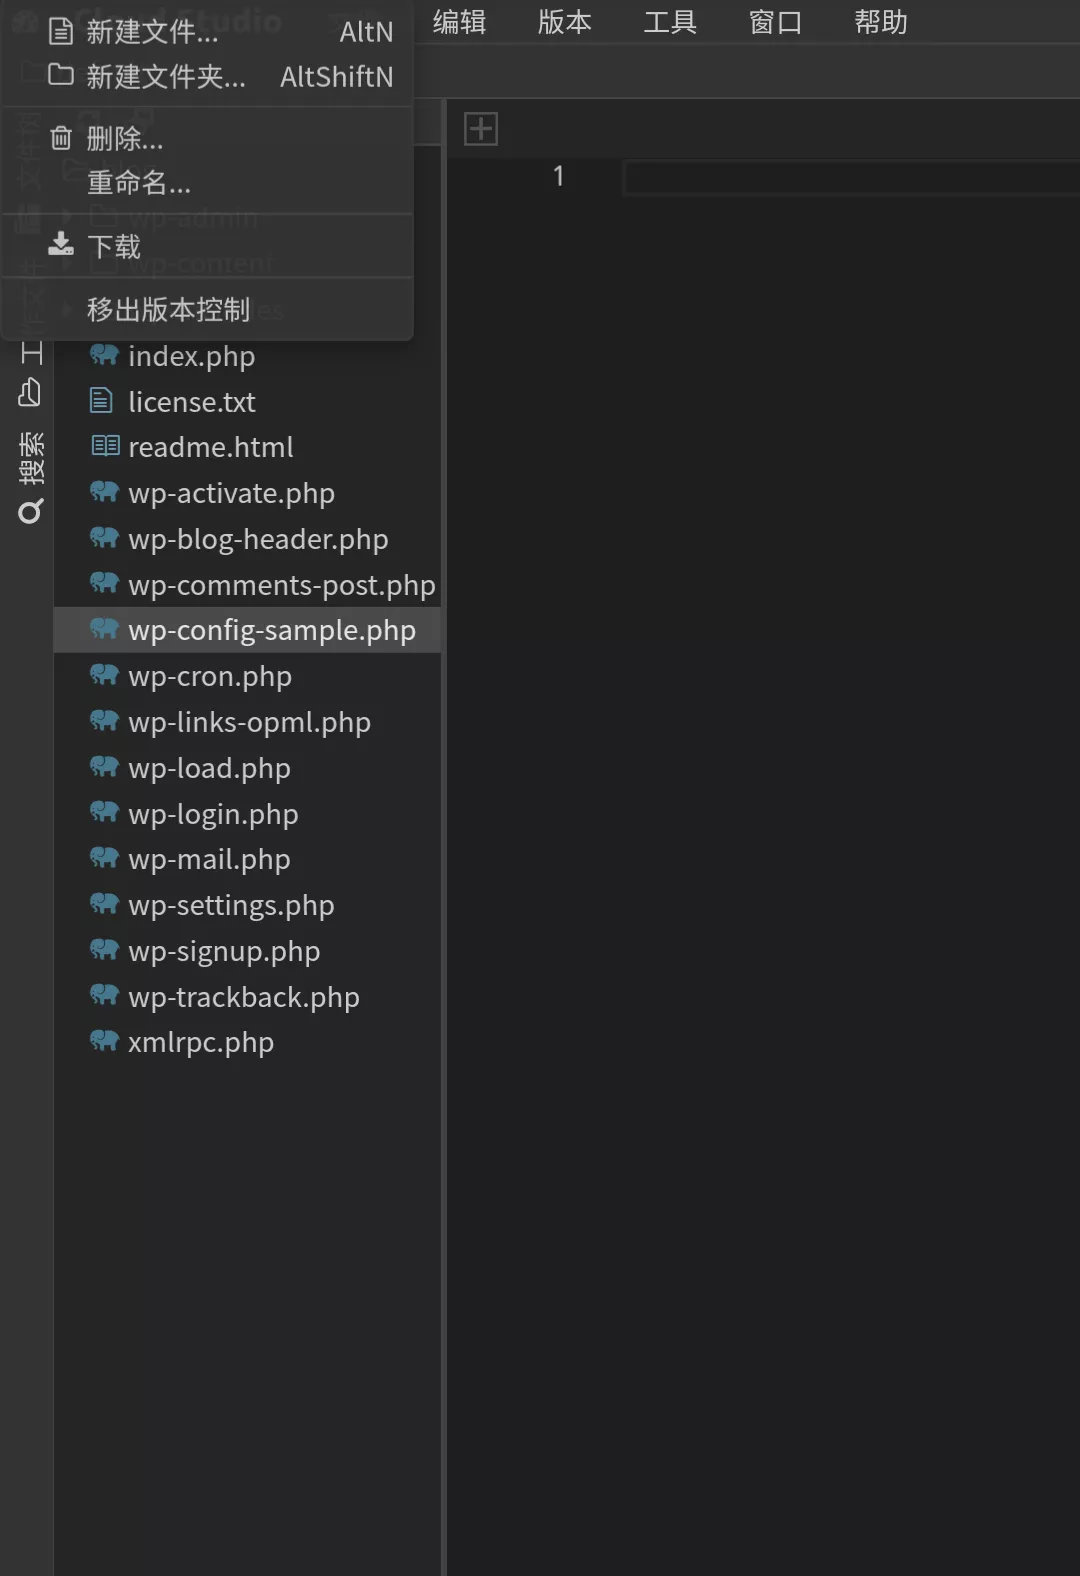 新建文件... AltN
新建文件夹... AltShiftN
删除...
重命名...
下载
移出版本控制
编辑 版本 工具 窗口 帮助
1
搜索
wp-admin
wp-content
index.php
license.txt
readme.html
wp-activate.php
wp-blog-header.php
wp-comments-post.php
wp-config-sample.php
wp-cron.php
wp-links-opml.php
wp-load.php
wp-login.php
wp-mail.php
wp-settings.php
wp-signup.php
wp-trackback.php
xmlrpc.php